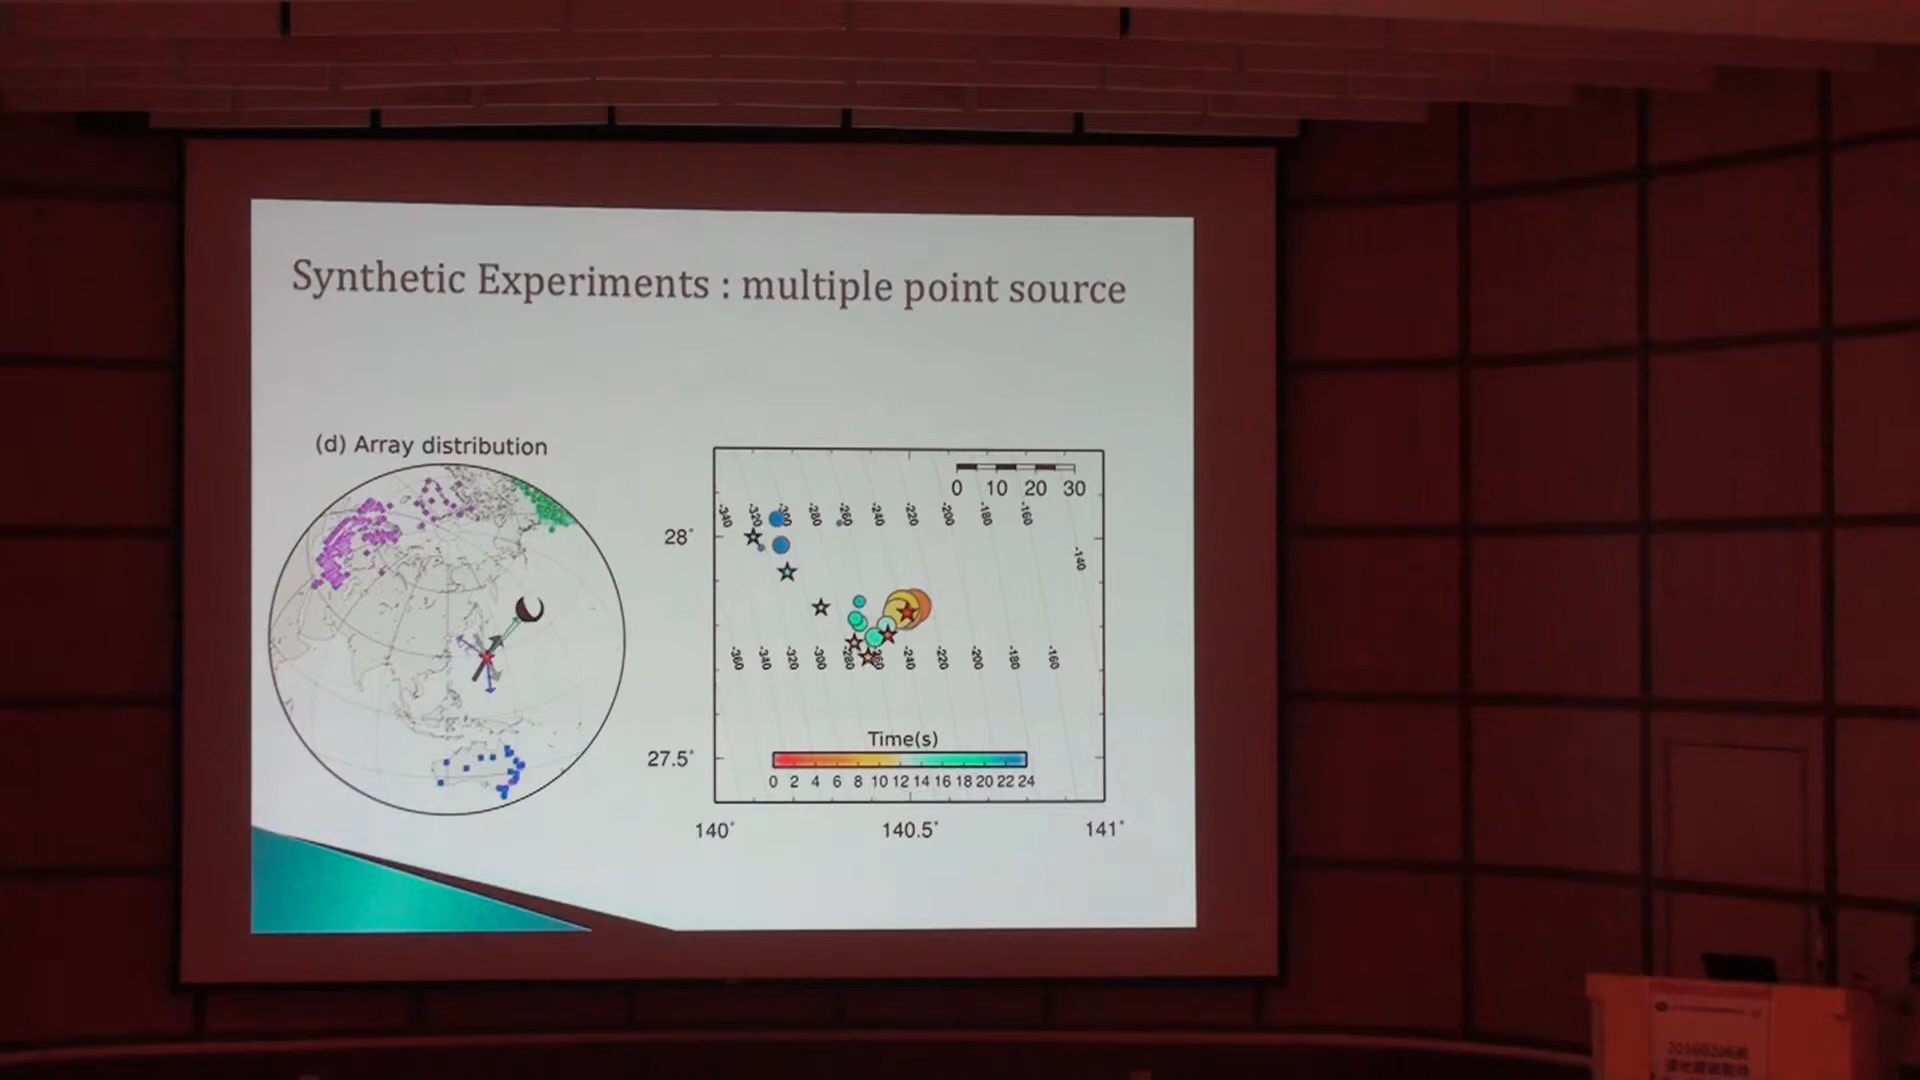 Synthetic Experiments : multiple point source
(d) Array distribution
0 10 20 30
-340 -320 -300 -280 -260 -240 -220 -200 -180 -160
28°
-140
-360 -340 -320 -300 -280 -260 -240 -220 -200 -180 -160
Time(s)
27.5°
0 2 4 6 8 10 12 14 16 18 20 22 24
140° 140.5° 141°